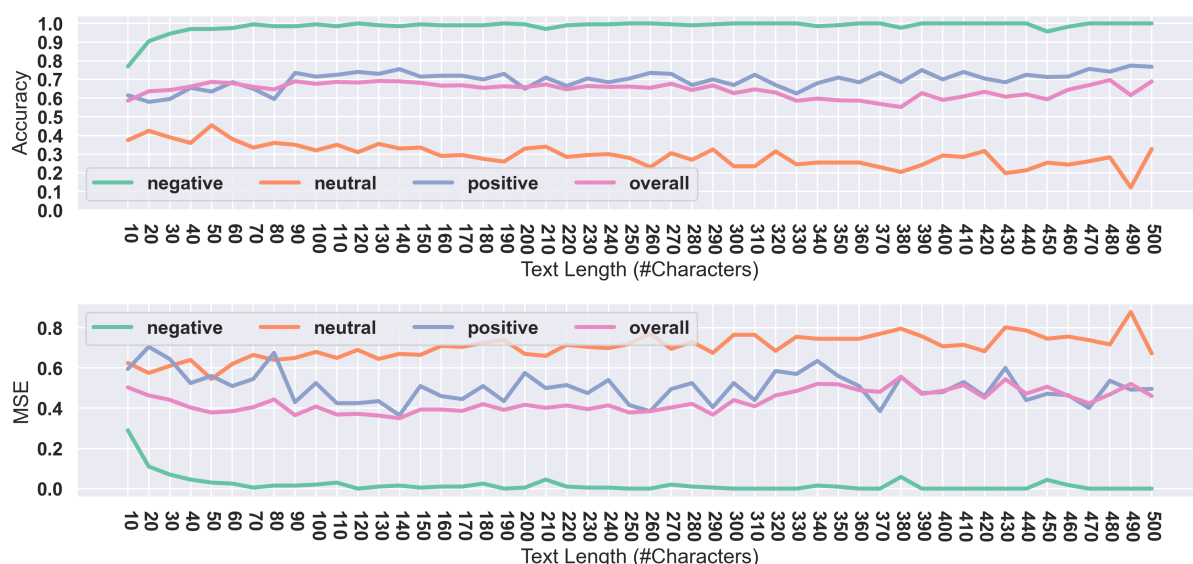 1.0
0.9
0.8
0.7
0.6
0.5
0.4
0.3
0.2
0.1
0.0
Accuracy
negative neutral positive overall
10 20 30 40 50 60 70 80 90 100 110 120 130 140 150 160 170 180 190 200 210 220 230 240 250 260 270 280 290 300 310 320 330 340 350 360 370 380 390 400 410 420 430 440 450 460 470 480 490 500
Text Length (#Characters)
negative neutral positive overall
0.8
0.6
0.4
0.2
0.0
MSE
10 20 30 40 50 60 70 80 90 100 110 120 130 140 150 160 170 180 190 200 210 220 230 240 250 260 270 280 290 300 310 320 330 340 350 360 370 380 390 400 410 420 430 440 450 460 470 480 490 500
Text Length (#Characters)